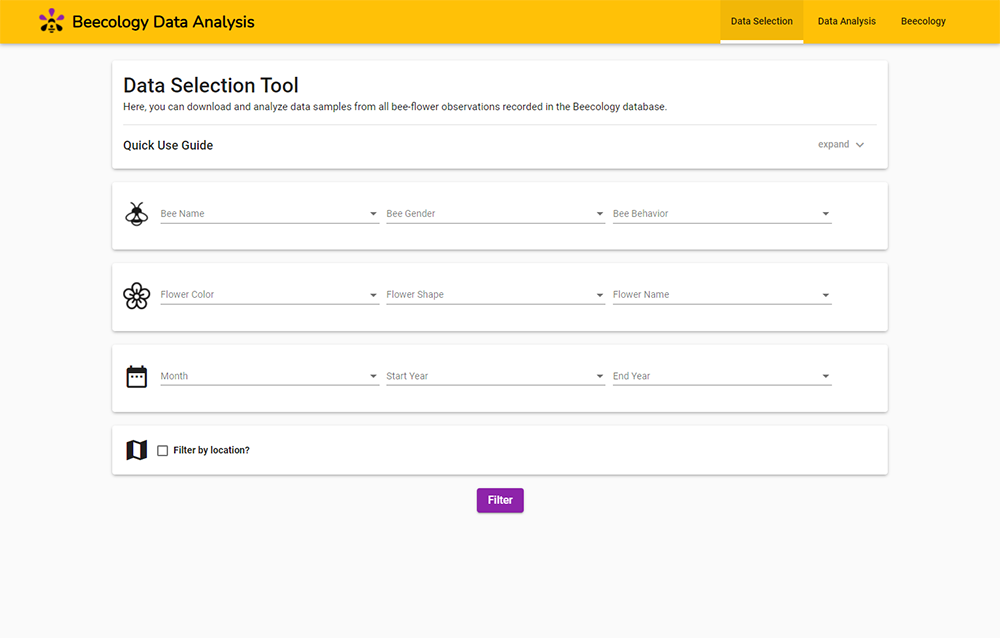 Beecology Data Analysis
Data Selection
Data Analysis
Beecology
Data Selection Tool
Here, you can download and analyze data samples from all bee-flower observations recorded in the Beecology database.
Quick Use Guide
expand
Bee Name
Bee Gender
Bee Behavior
Flower Color
Flower Shape
Flower Name
Month
Start Year
End Year
Filter by location?
Filter